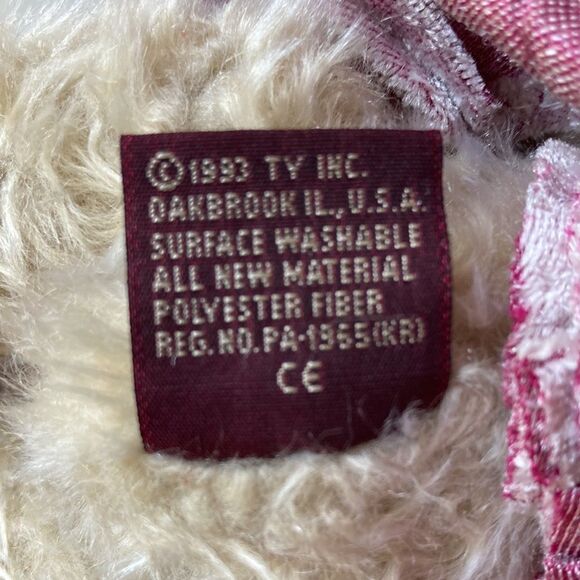 © 1993 TY INC.
OAKBROOK IL., U.S.A.
SURFACE WASHABLE
ALL NEW MATERIAL
POLYESTER FIBER
REG. NO. PA-1965(KR)
CE